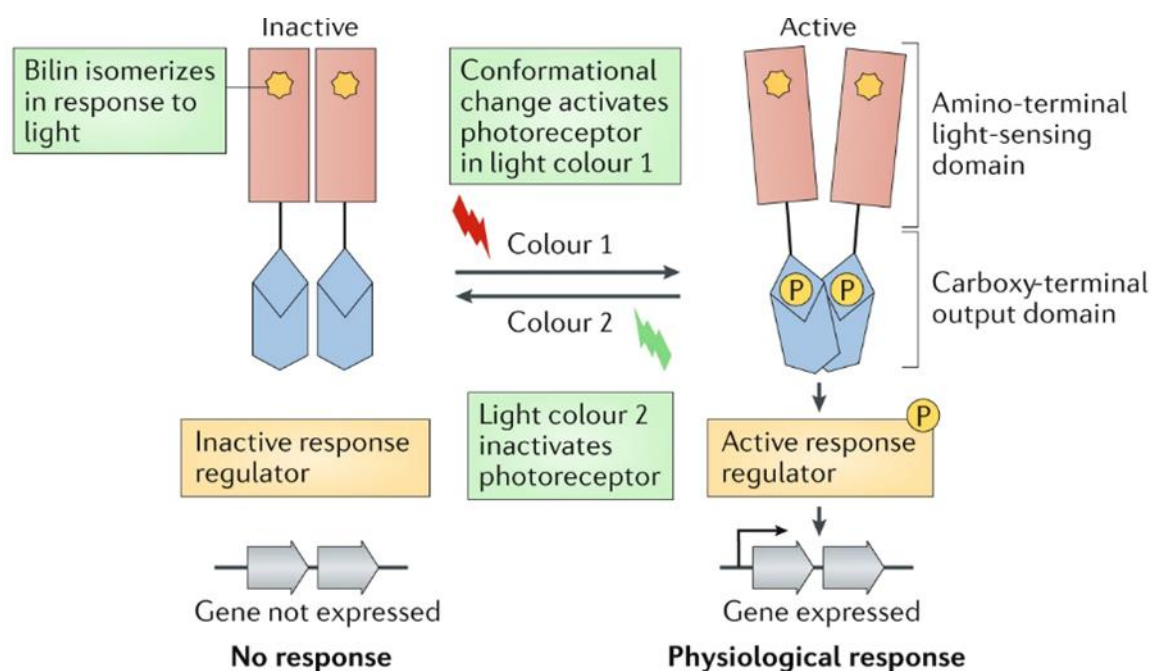 Inactive
Active
Bilin isomerizes
in response to
light
Conformational
change activates
photoreceptor
in light colour 1
Amino-terminal
light-sensing
domain
Colour 1
Colour 2
P
P
Carboxy-terminal
output domain
Inactive response
regulator
Light colour 2
inactivates
photoreceptor
P
Active response
regulator
Gene not expressed
Gene expressed
No response
Physiological response